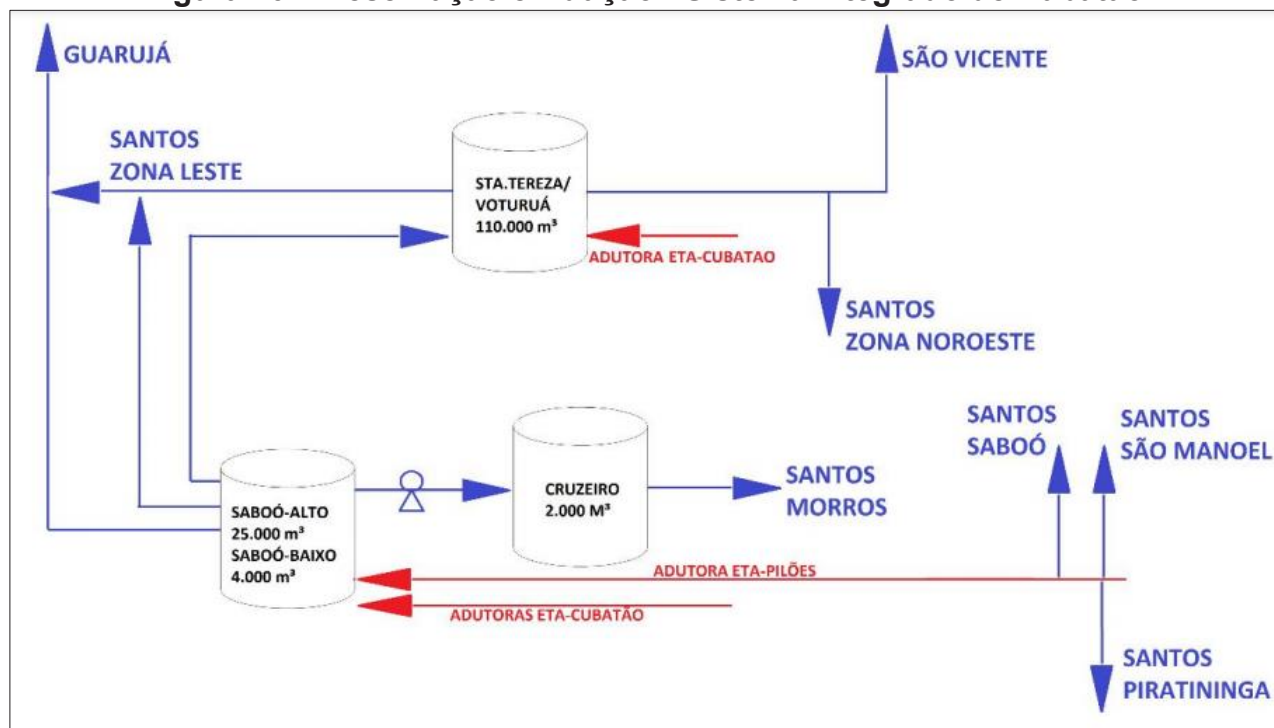 GUARUJÁ
SÃO VICENTE
SANTOS
ZONA LESTE
STA.TEREZA/
VOTURUÁ
110.000 m³
ADUTORA ETA-CUBATAO
SANTOS
ZONA NOROESTE
SANTOS
SABOÓ
SANTOS
SÃO MANOEL
SABOÓ-ALTO
25.000 m³
SABOÓ-BAIXO
4.000 m³
CRUZEIRO
2.000 M³
SANTOS
MORROS
ADUTORA ETA-PILÕES
ADUTORAS ETA-CUBATÃO
SANTOS
PIRATININGA